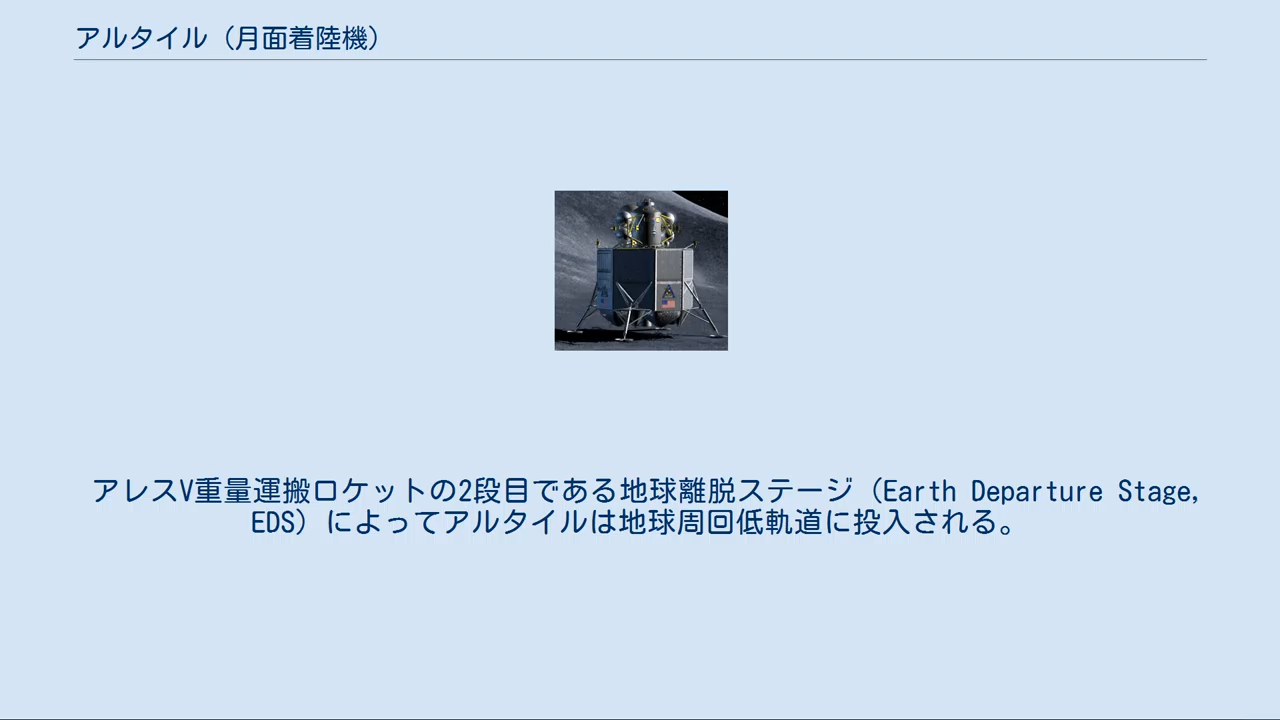 アルタイル（月面着陸機）
アレスV重量運搬ロケットの2段目である地球離脱ステージ（Earth Departure Stage,
EDS）によってアルタイルは地球周回低軌道に投入される。